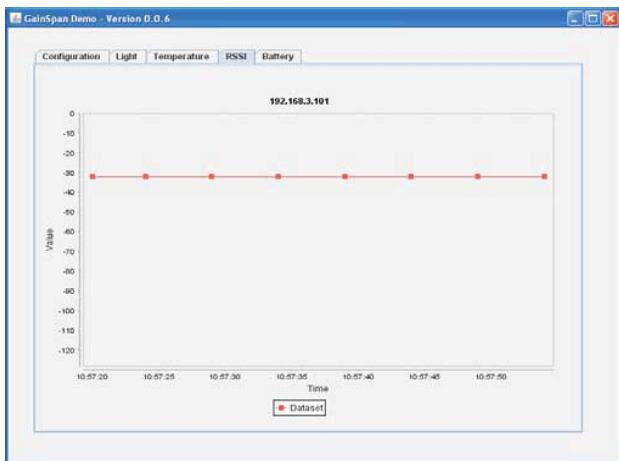 GainSpan Demo - Version 0.0.6
Configuration Light Temperature RSSI Battery
192.168.3.101
0
-10
-20
-30
-40
-50
-60
-70
-80
-90
-100
-110
-120
Value
10:57:20 10:57:25 10:57:30 10:57:35 10:57:40 10:57:45 10:57:50
Time
Dataset